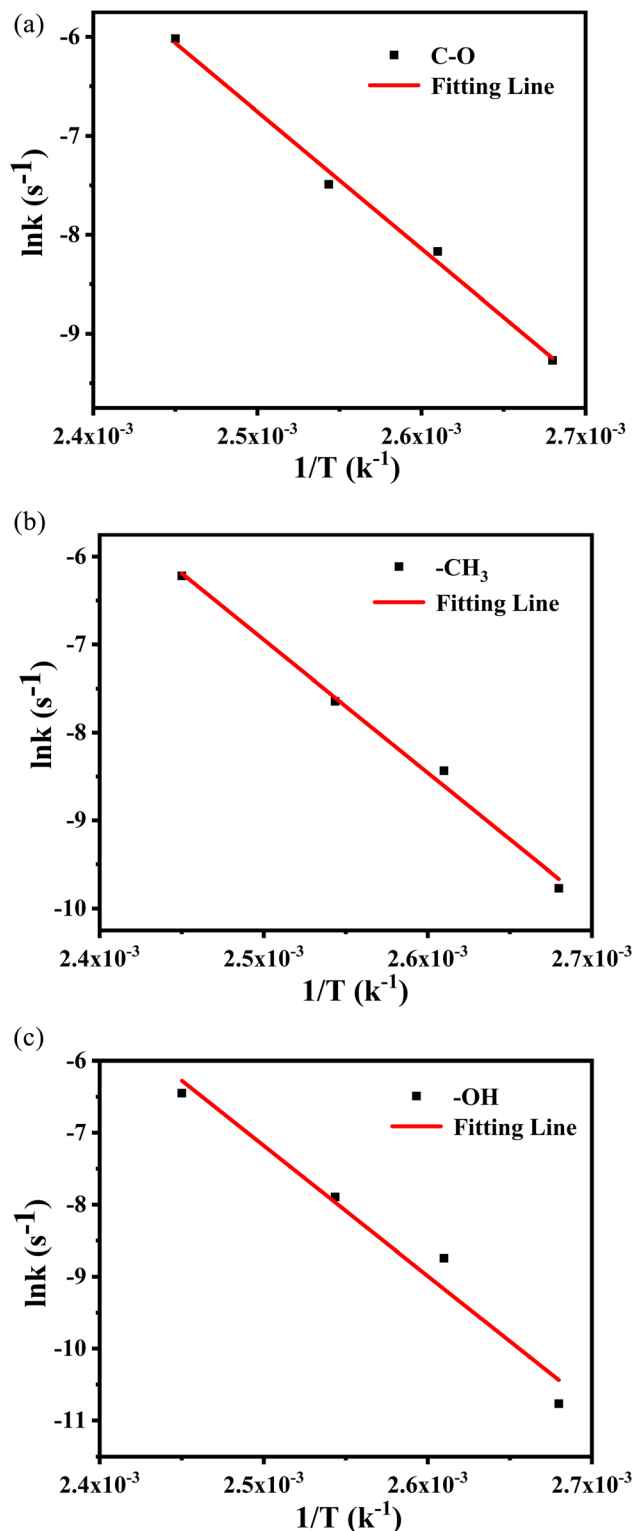 (a)
-6
-7
-8
-9
lnk (s⁻¹)
C-O
Fitting Line
2.4x10⁻³
2.5x10⁻³
2.6x10⁻³
2.7x10⁻³
1/T (k⁻¹)
(b)
-6
-7
-8
-9
-10
lnk (s⁻¹)
-CH₃
Fitting Line
2.4x10⁻³
2.5x10⁻³
2.6x10⁻³
2.7x10⁻³
1/T (k⁻¹)
(c)
-6
-7
-8
-9
-10
-11
lnk (s⁻¹)
-OH
Fitting Line
2.4x10⁻³
2.5x10⁻³
2.6x10⁻³
2.7x10⁻³
1/T (k⁻¹)